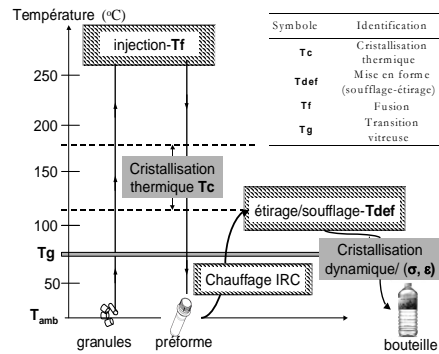 Température (°C)
injection-Tf
250
200
150
100
50
Tg
Tamb
Cristallisation
thermique Tc
étirage/soufflage-Tdef
Chauffage IRC
Cristallisation
dynamique/ (σ, ε)
granules
préforme
bouteille
Symbole Identification
Tc Cristallisation
thermique
Tdef Mise en forme
(soufflage-étirage)
Tf Fusion
Tg Transition
vitreuse